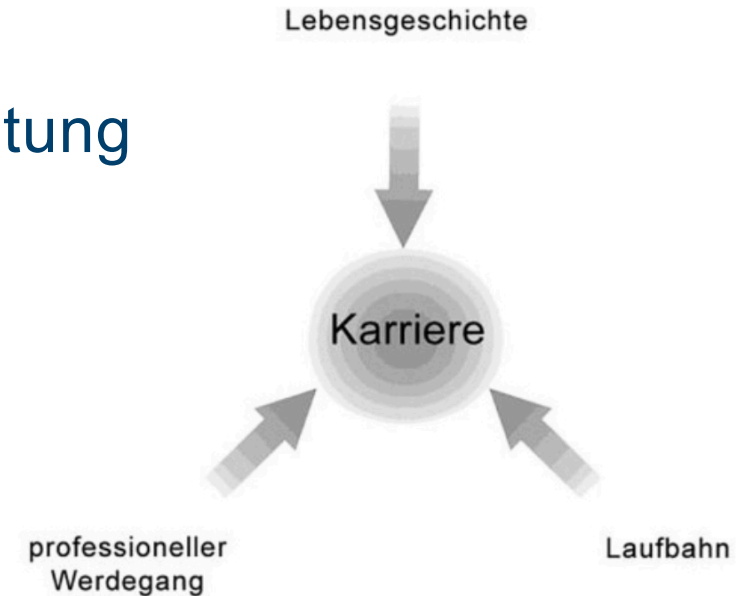 Lebensgeschichte
tung
Karriere
professioneller
Werdegang
Laufbahn